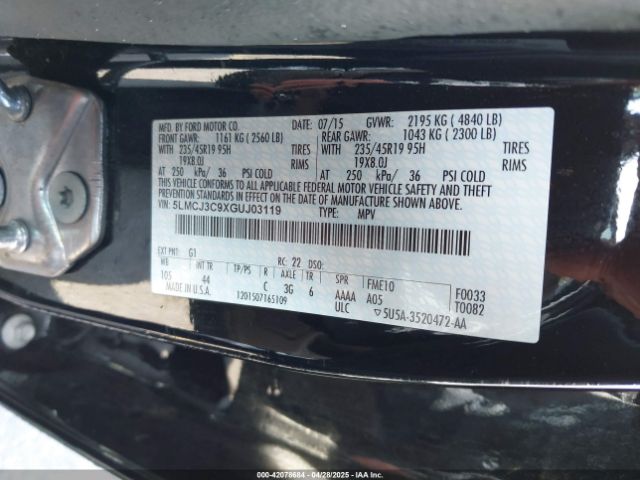 MFD. BY FORD MOTOR CO. DATE: 07/15 GVWR: 2195 KG ( 4840 LB)
FRONT GAWR: 1161 KG ( 2560 LB) REAR GAWR: 1043 KG ( 2300 LB)
WITH 235/45R19 95H TIRES WITH 235/45R19 95H TIRES
19X8.0J RIMS 19X8.0J RIMS
AT 250 kPa/ 36 PSI COLD AT 250 kPa/ 36 PSI COLD
THIS VEHICLE CONFORMS TO ALL APPLICABLE FEDERAL MOTOR VEHICLE SAFETY AND THEFT
PREVENTION STANDARDS IN EFFECT ON THE DATE OF MANUFACTURE SHOWN ABOVE.
VIN: 5LMCJ3C9XGUJ03119 TYPE: MPV
EXT PNT: G1 RC: 22 DSO:
WB INT TR TP/PS R AXLE TR SPR FME10 F0033
105 44 C 3G 6 AAAA A05 T0082
MADE IN U.S.A. 1201507165109 ULC ▽5U5A-3520472-AA
000-42078684 | 04/28/2025 | IAAI.com